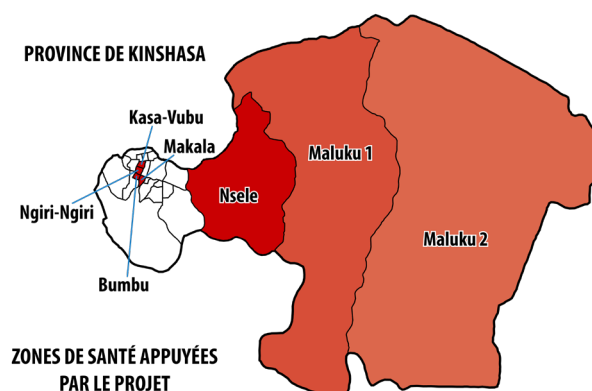 PROVINCE DE KINSHASA
Kasa-Vubu
Makala
Maluku 1
Nsele
Ngiri-Ngiri
Maluku 2
Bumbu
ZONES DE SANTÉ APPUYÉES
PAR LE PROJET